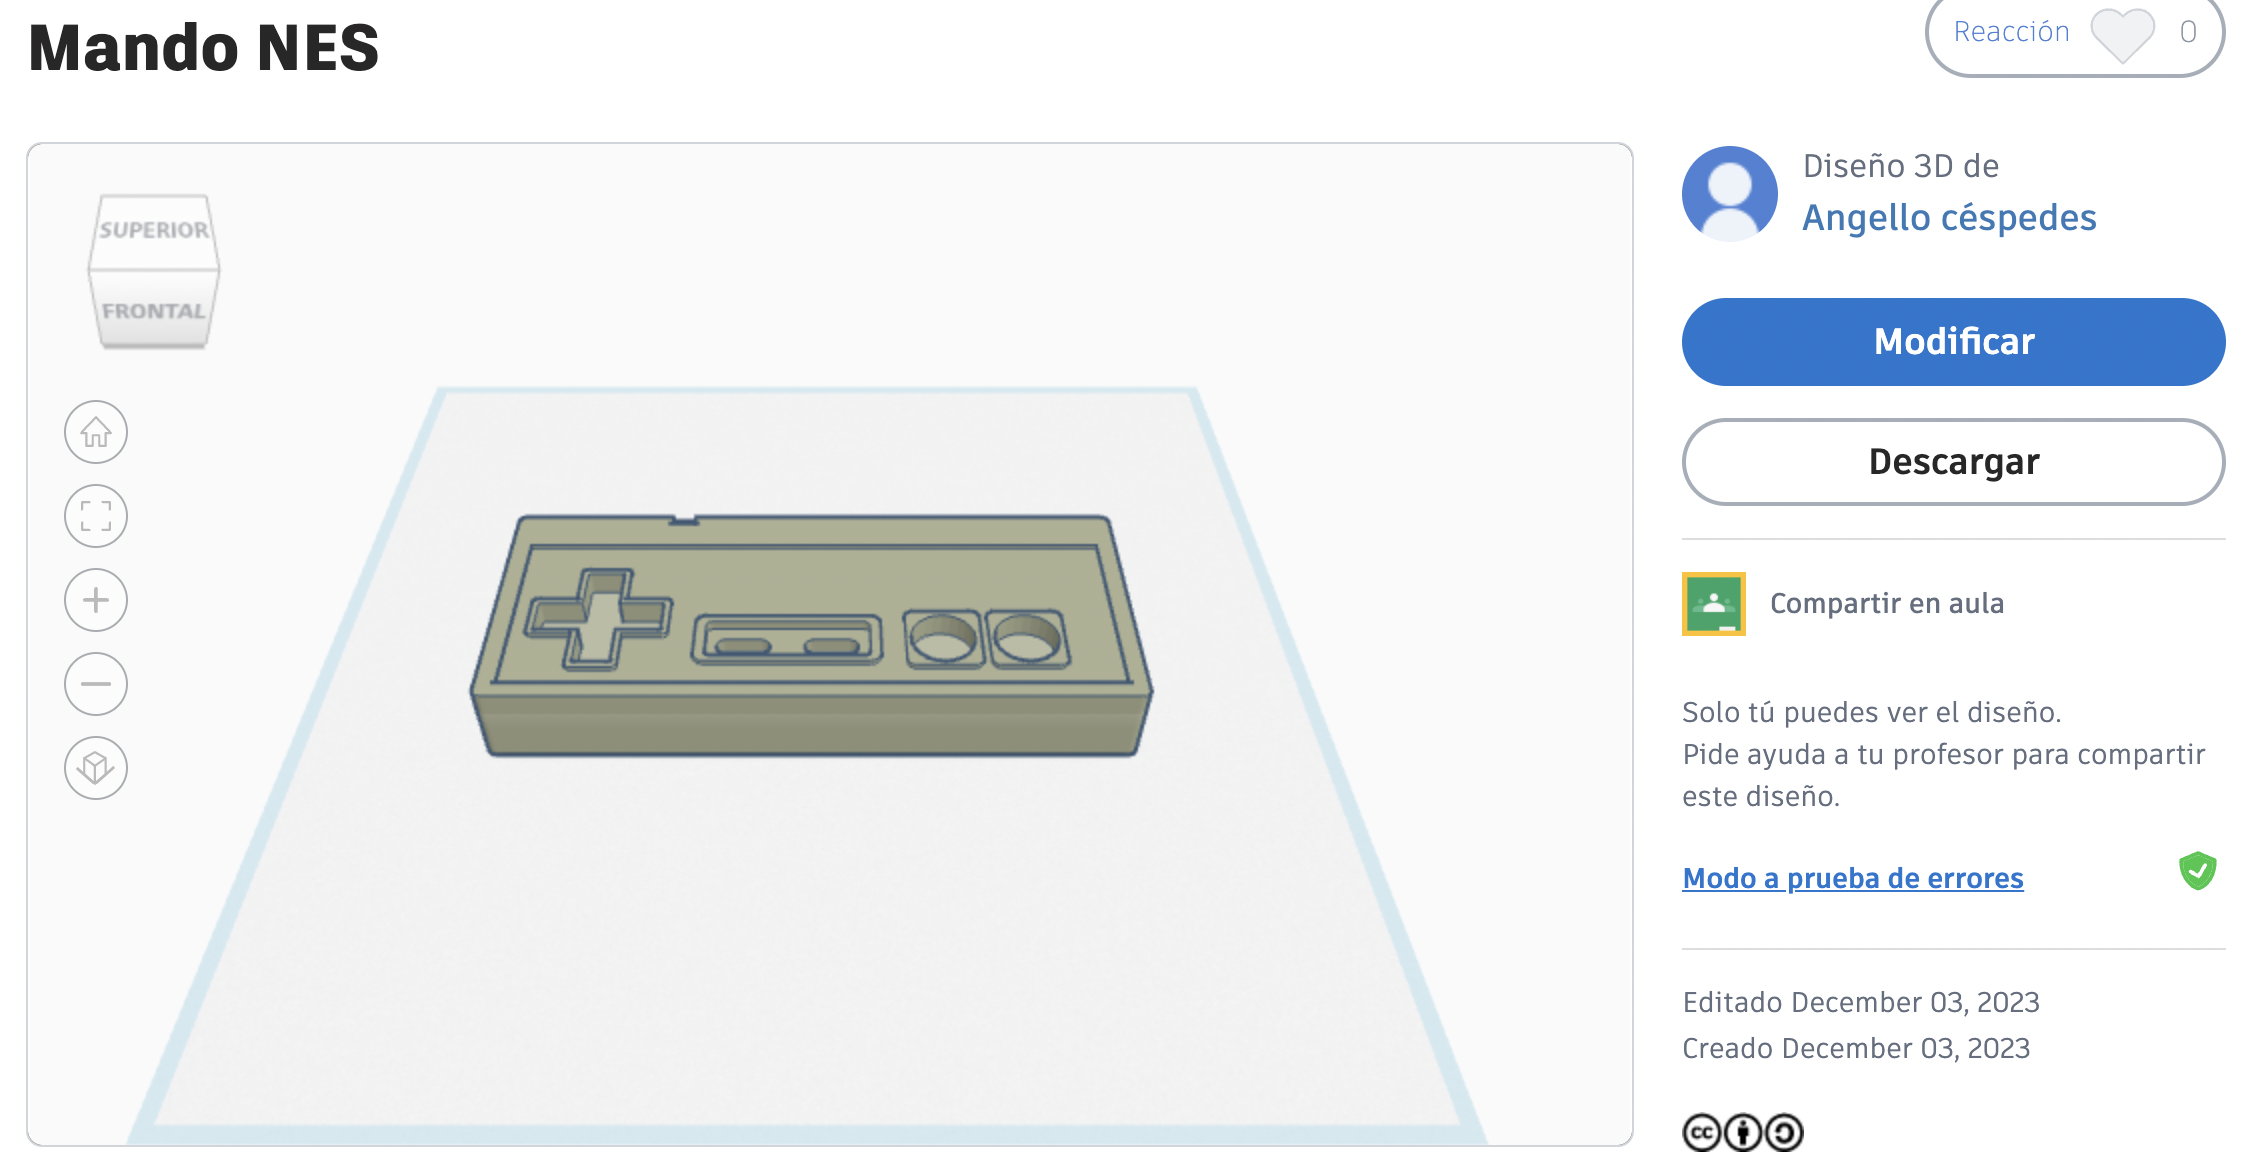 Mando NES
Reacción 0
SUPERIOR
FRONTAL
Diseño 3D de
Angello céspedes
Modificar
Descargar
Compartir en aula
Solo tú puedes ver el diseño.
Pide ayuda a tu profesor para compartir
este diseño.
Modo a prueba de errores
Editado December 03, 2023
Creado December 03, 2023
cc